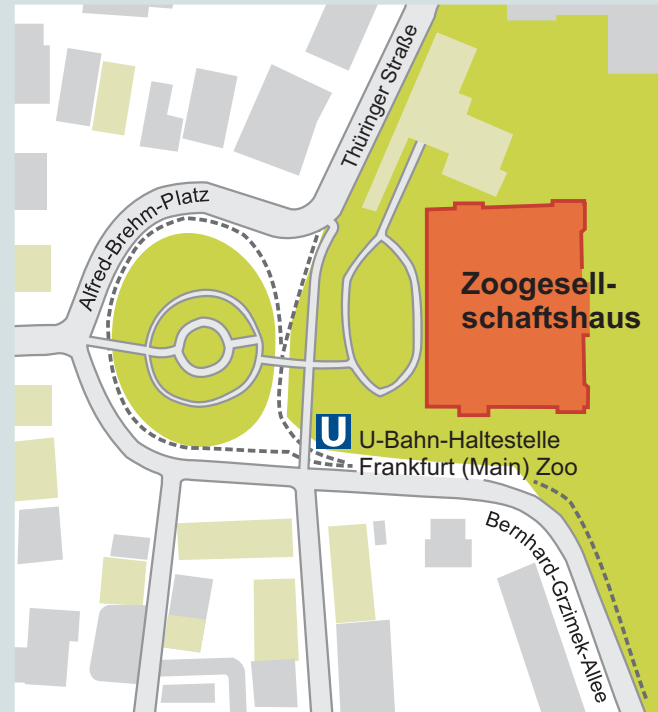 Thüringer Straße
Alfred-Brehm-Platz
Zoogesell-
schaftshaus
U
U-Bahn-Haltestelle
Frankfurt (Main) Zoo
Bernhard-Grzimek-Allee